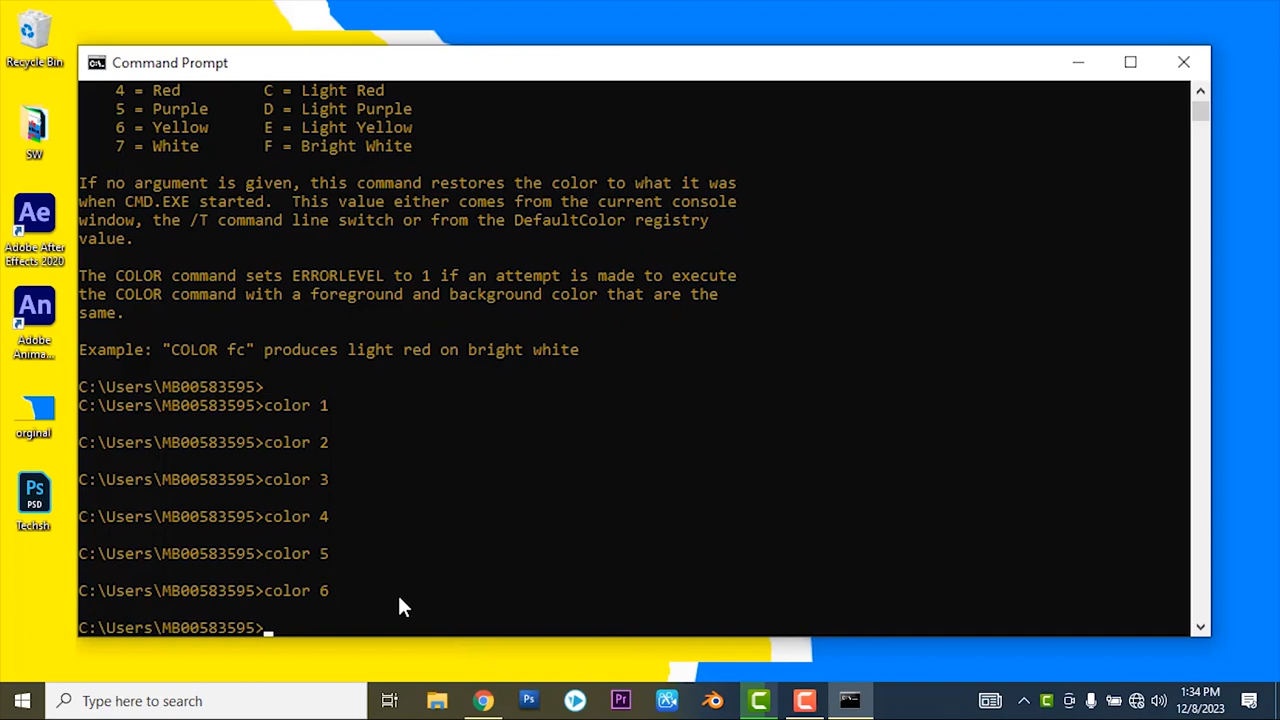 Recycle Bin
SW
Ae
Adobe After
Effects 2020
An
Adobe
Anima...
orginal
Ps
PSD
Techsh
C:\.
Command Prompt
4 = Red C = Light Red
5 = Purple D = Light Purple
6 = Yellow E = Light Yellow
7 = White F = Bright White
If no argument is given, this command restores the color to what it was
when CMD.EXE started. This value either comes from the current console
window, the /T command line switch or from the DefaultColor registry
value.
The COLOR command sets ERRORLEVEL to 1 if an attempt is made to execute
the COLOR command with a foreground and background color that are the
same.
Example: "COLOR fc" produces light red on bright white
C:\Users\MB00583595>
C:\Users\MB00583595>color 1
C:\Users\MB00583595>color 2
C:\Users\MB00583595>color 3
C:\Users\MB00583595>color 4
C:\Users\MB00583595>color 5
C:\Users\MB00583595>color 6
C:\Users\MB00583595>
Type here to search
Ps
Pr
C
C
C
1:34 PM
12/8/2023